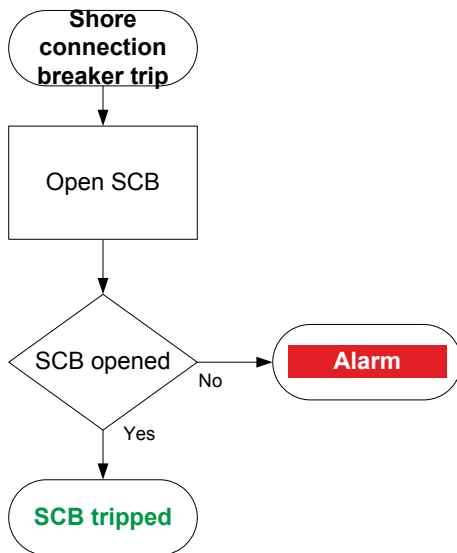 Shore
connection
breaker trip
Open SCB
SCB opened
No
Alarm
Yes
SCB tripped